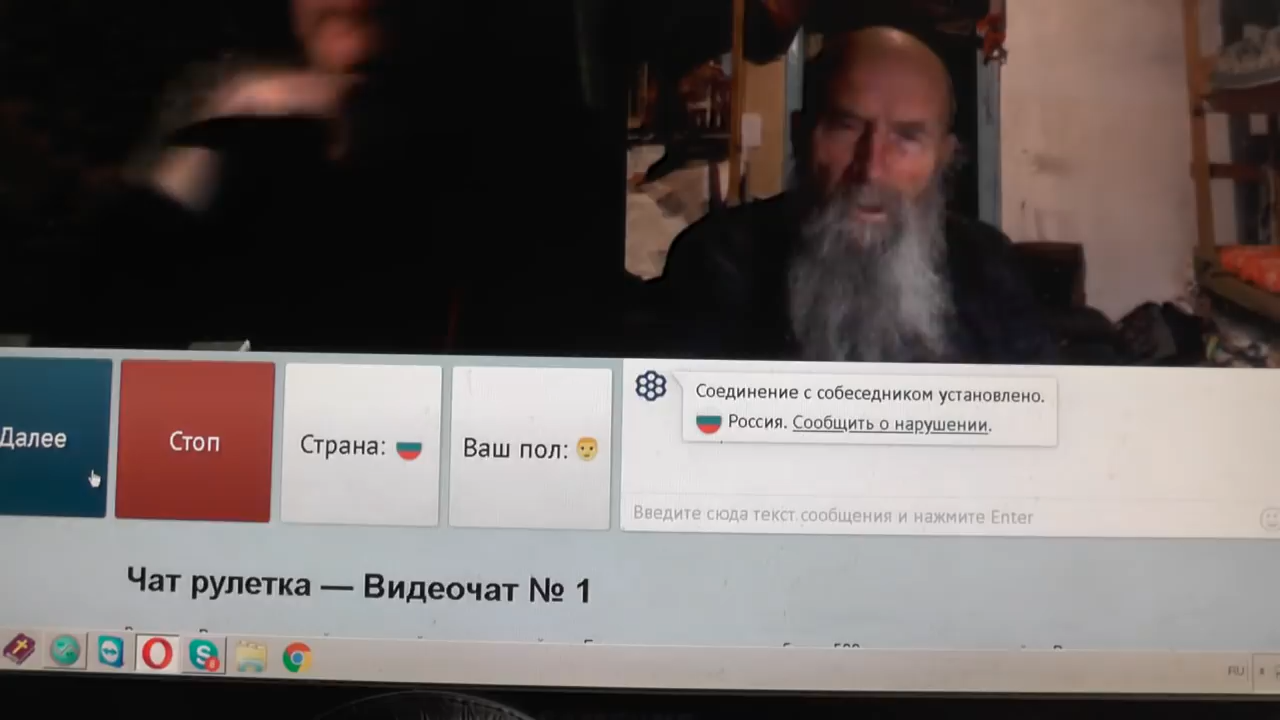 Соединение с собеседником установлено.
Россия. Сообщить о нарушении.
Далее
Стоп
Страна:
Ваш пол:
Введите сюда текст сообщения и нажмите Enter
Чат рулетка — Видеочат № 1
RU